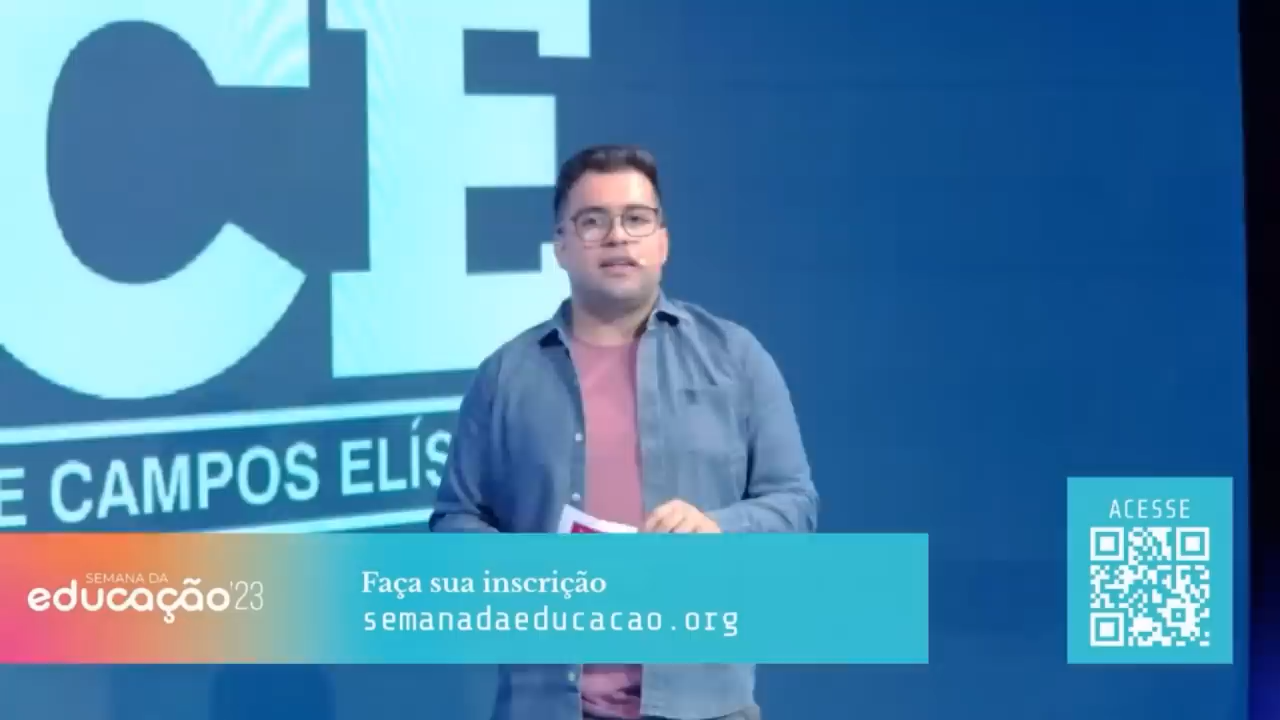 CE
E CAMPOS ELÍS
SEMANA DA
educação'23
Faça sua inscrição
semanadaeducacao.org
ACESSE